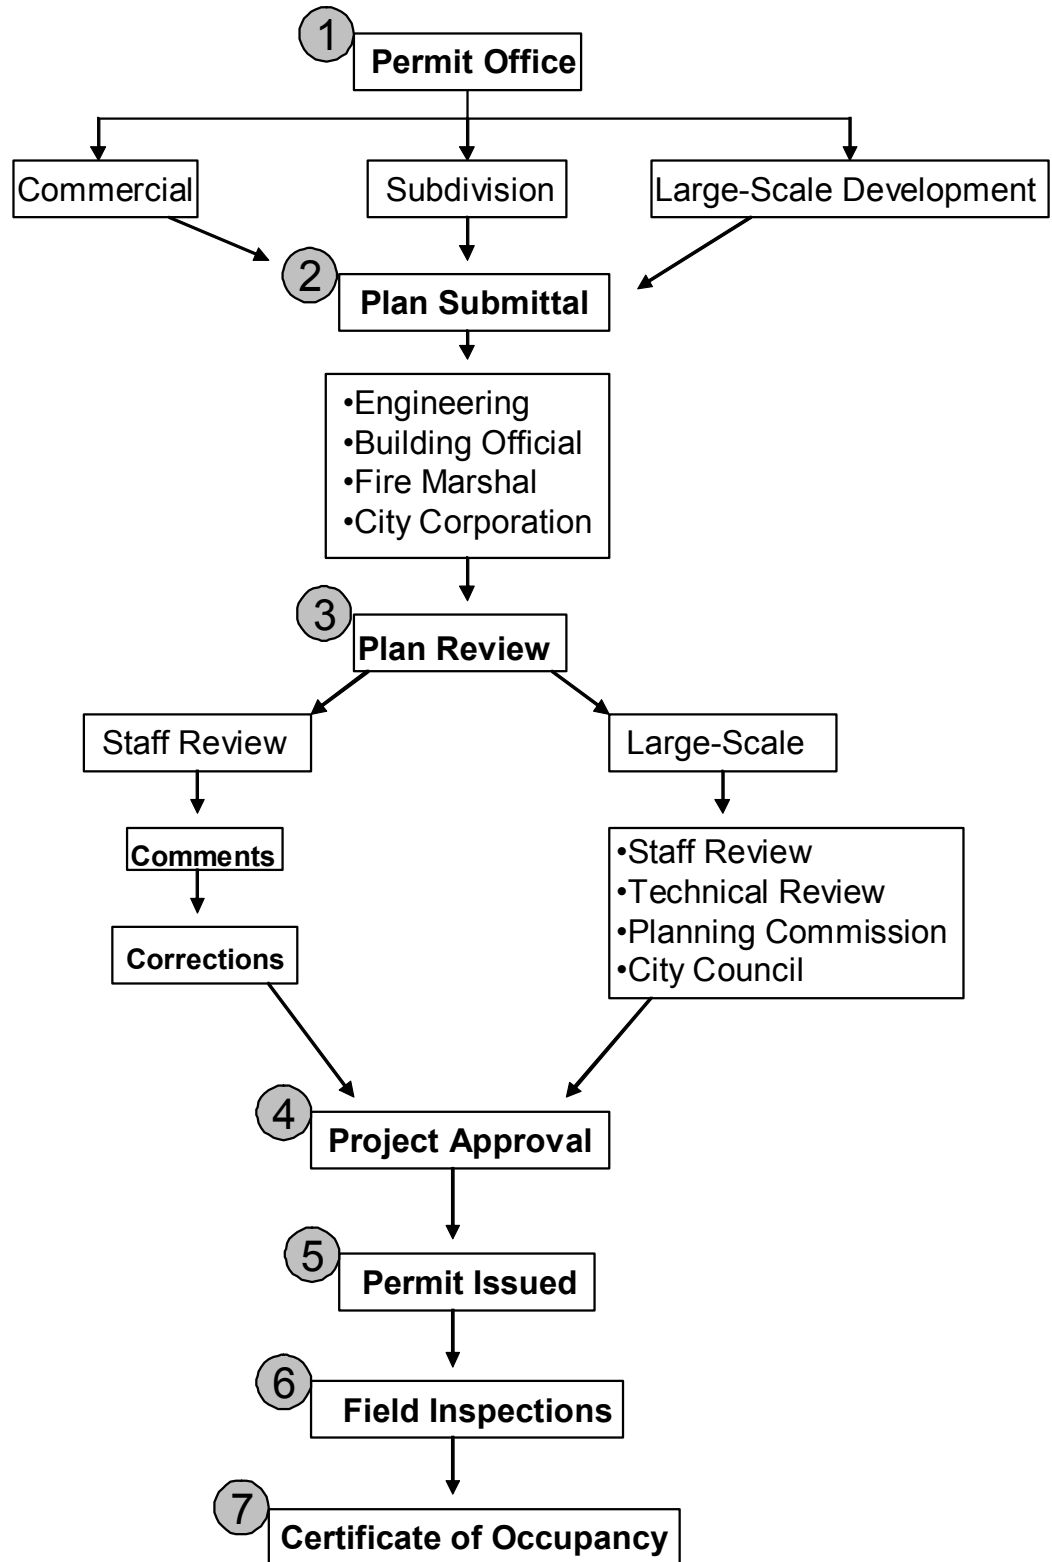 1
Permit Office
Commercial
Subdivision
Large-Scale Development
2
Plan Submittal
•Engineering
•Building Official
•Fire Marshal
•City Corporation
3
Plan Review
Staff Review
Large-Scale
Comments
Corrections
•Staff Review
•Technical Review
•Planning Commission
•City Council
4
Project Approval
5
Permit Issued
6
Field Inspections
7
Certificate of Occupancy